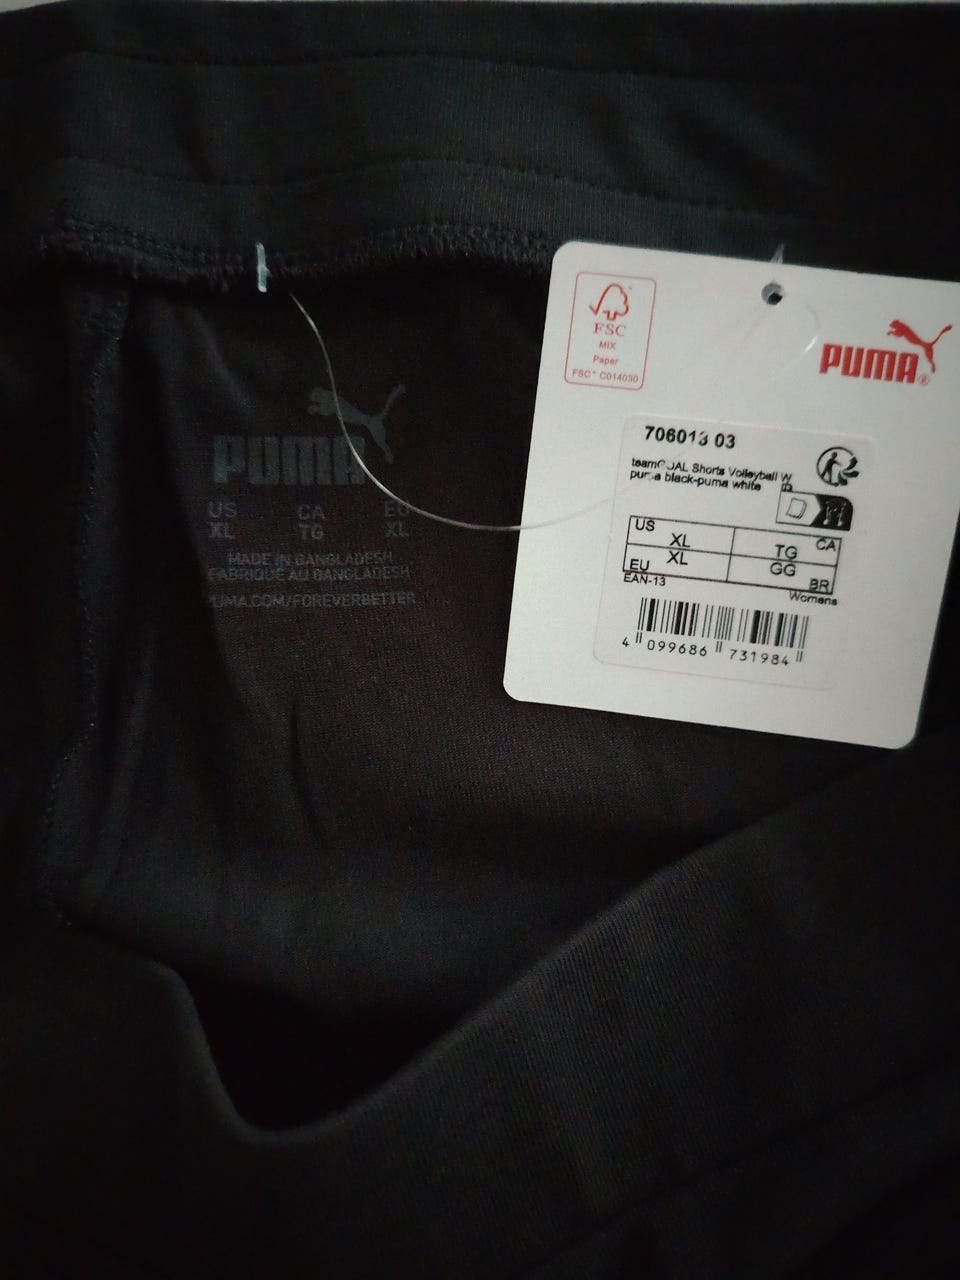 PUMA
US CA EU
XL TG XL
MADE IN BANGLADESH
FABRIQUÉ AU BANGLADESH
PUMA.COM/FOREVERBETTER
FSC
MIX
Paper
FSC® C014030
PUMA®
706013 03
teamGOAL Shorts Volleyball W
puma black-puma white
US XL TG CA
EU XL GG BR
EAN-13 Womens
4 099686 731984